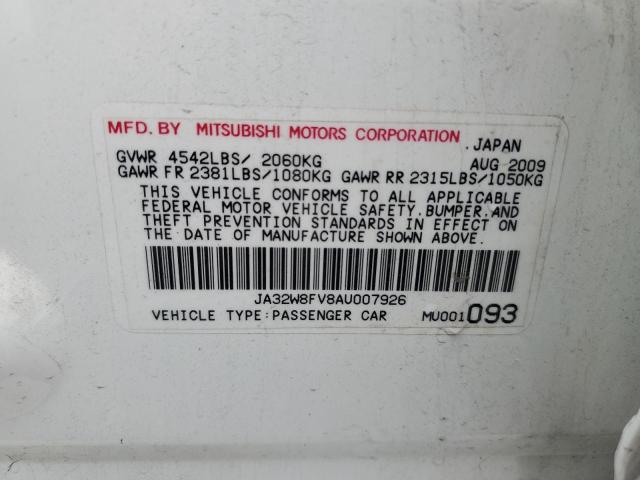 MFD. BY MITSUBISHI MOTORS CORPORATION
. JAPAN
GVWR 4542LBS/ 2060KG AUG 2009
GAWR FR 2381LBS/1080KG GAWR RR 2315LBS/1050KG
THIS VEHICLE CONFORMS TO ALL APPLICABLE
FEDERAL MOTOR VEHICLE SAFETY, BUMPER, AND
THEFT PREVENTION STANDARDS IN EFFECT ON
THE DATE OF MANUFACTURE SHOWN ABOVE.
JA32W8FV8AU007926
VEHICLE TYPE:PASSENGER CAR MU001 093